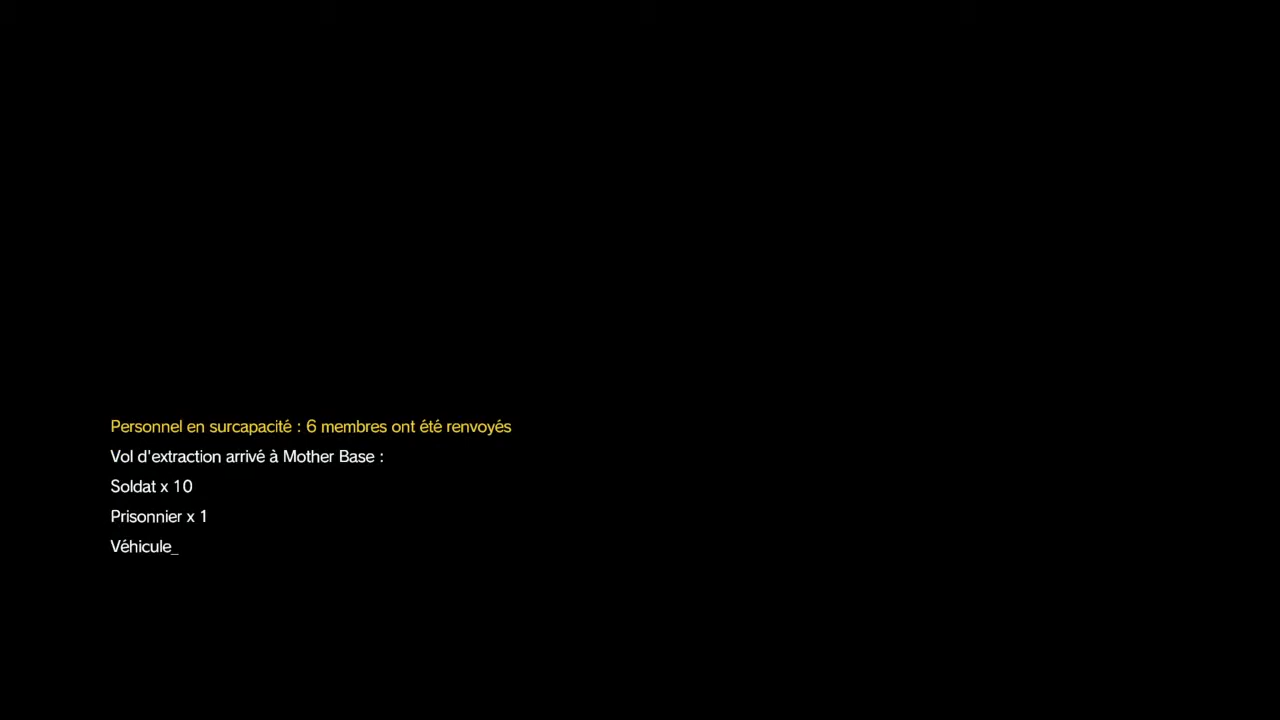 Personnel en surcapacité : 6 membres ont été renvoyés
Vol d'extraction arrivé à Mother Base :
Soldat x 10
Prisonnier x 1
Véhicule_